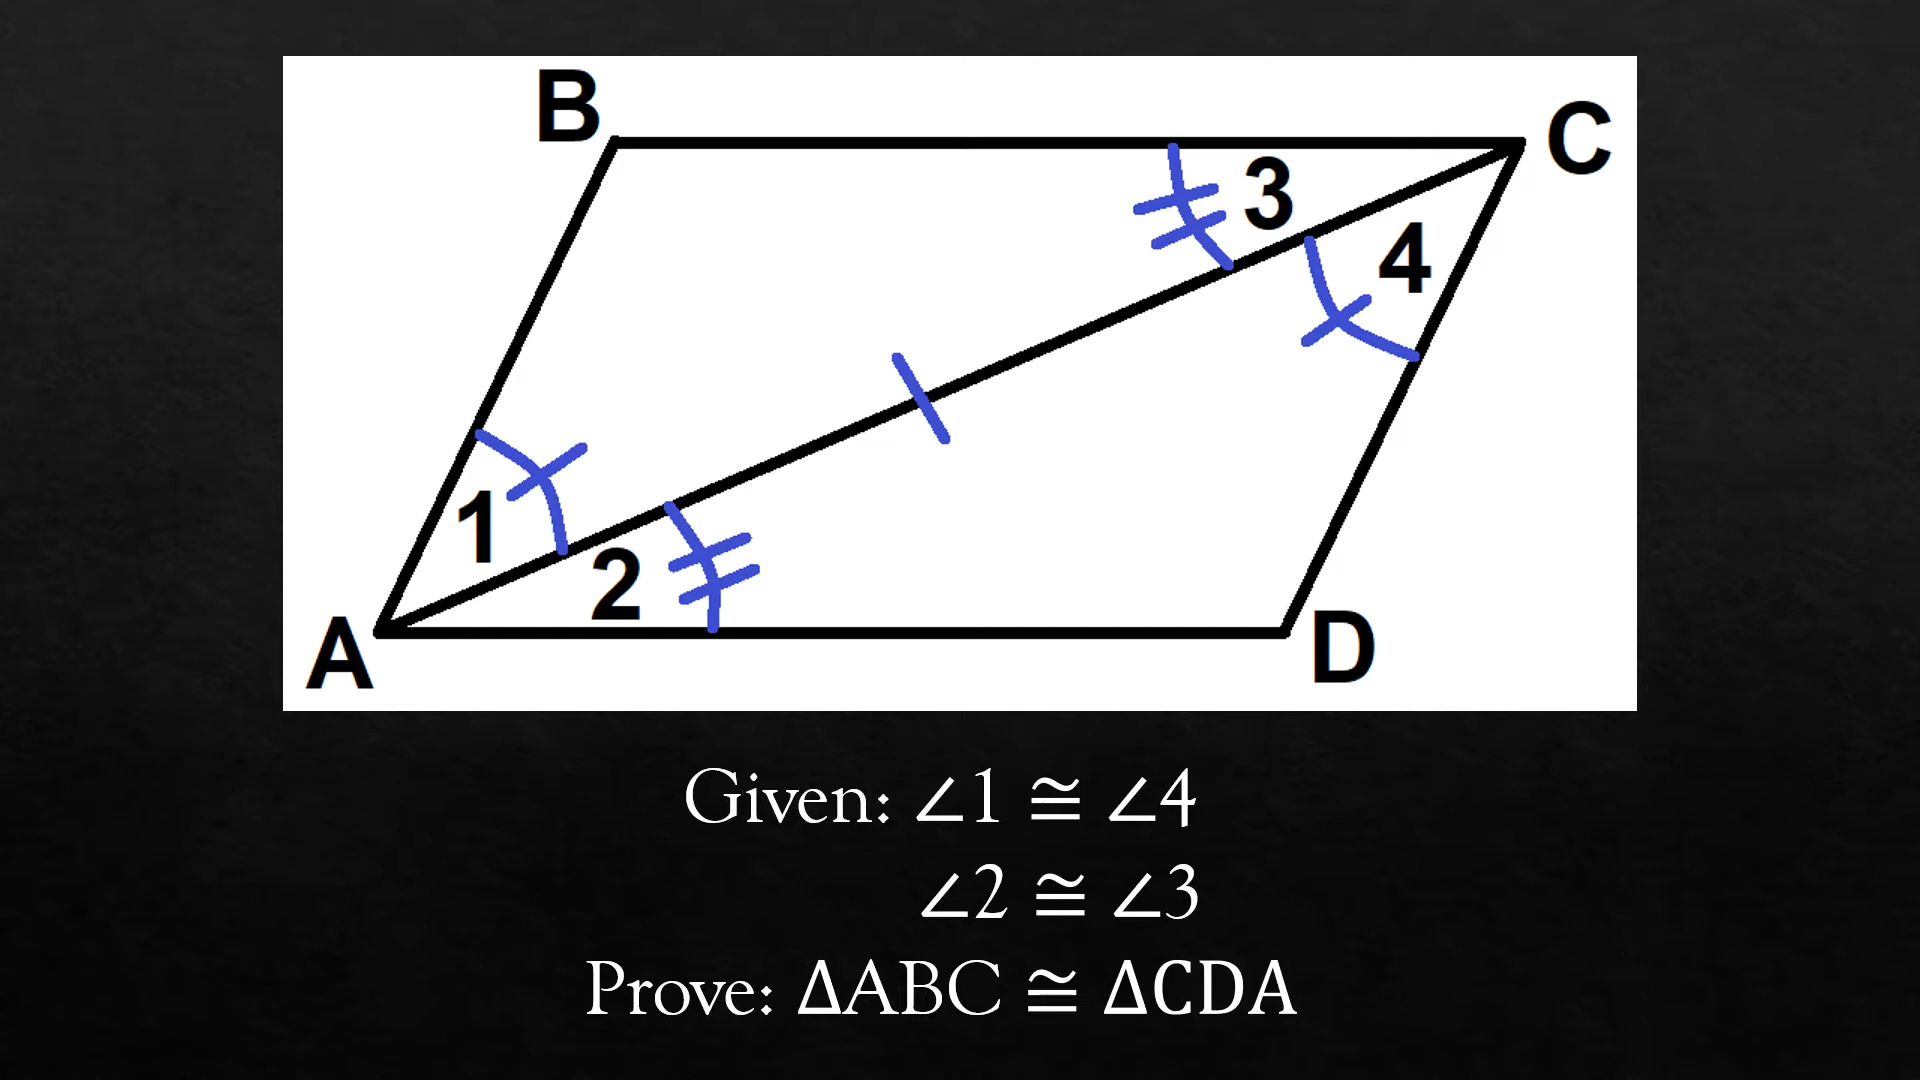 B
C
3
4
1
2
A
D
Given: ∠1 ≅ ∠4
∠2 ≅ ∠3
Prove: ΔABC ≅ ΔCDA